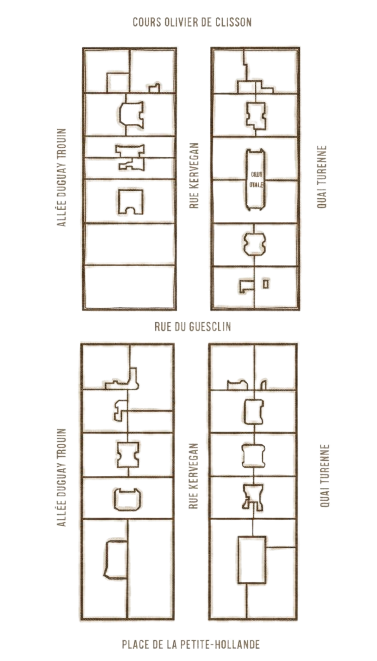 COURS OLIVIER DE CLISSON
ALLÉE DUGUAY TROUIN
RUE KERVEGAN
QUAI TURENNE
COUR
OVALE
RUE DU GUESCLIN
ALLÉE DUGUAY TROUIN
RUE KERVEGAN
QUAI TURENNE
PLACE DE LA PETITE-HOLLANDE